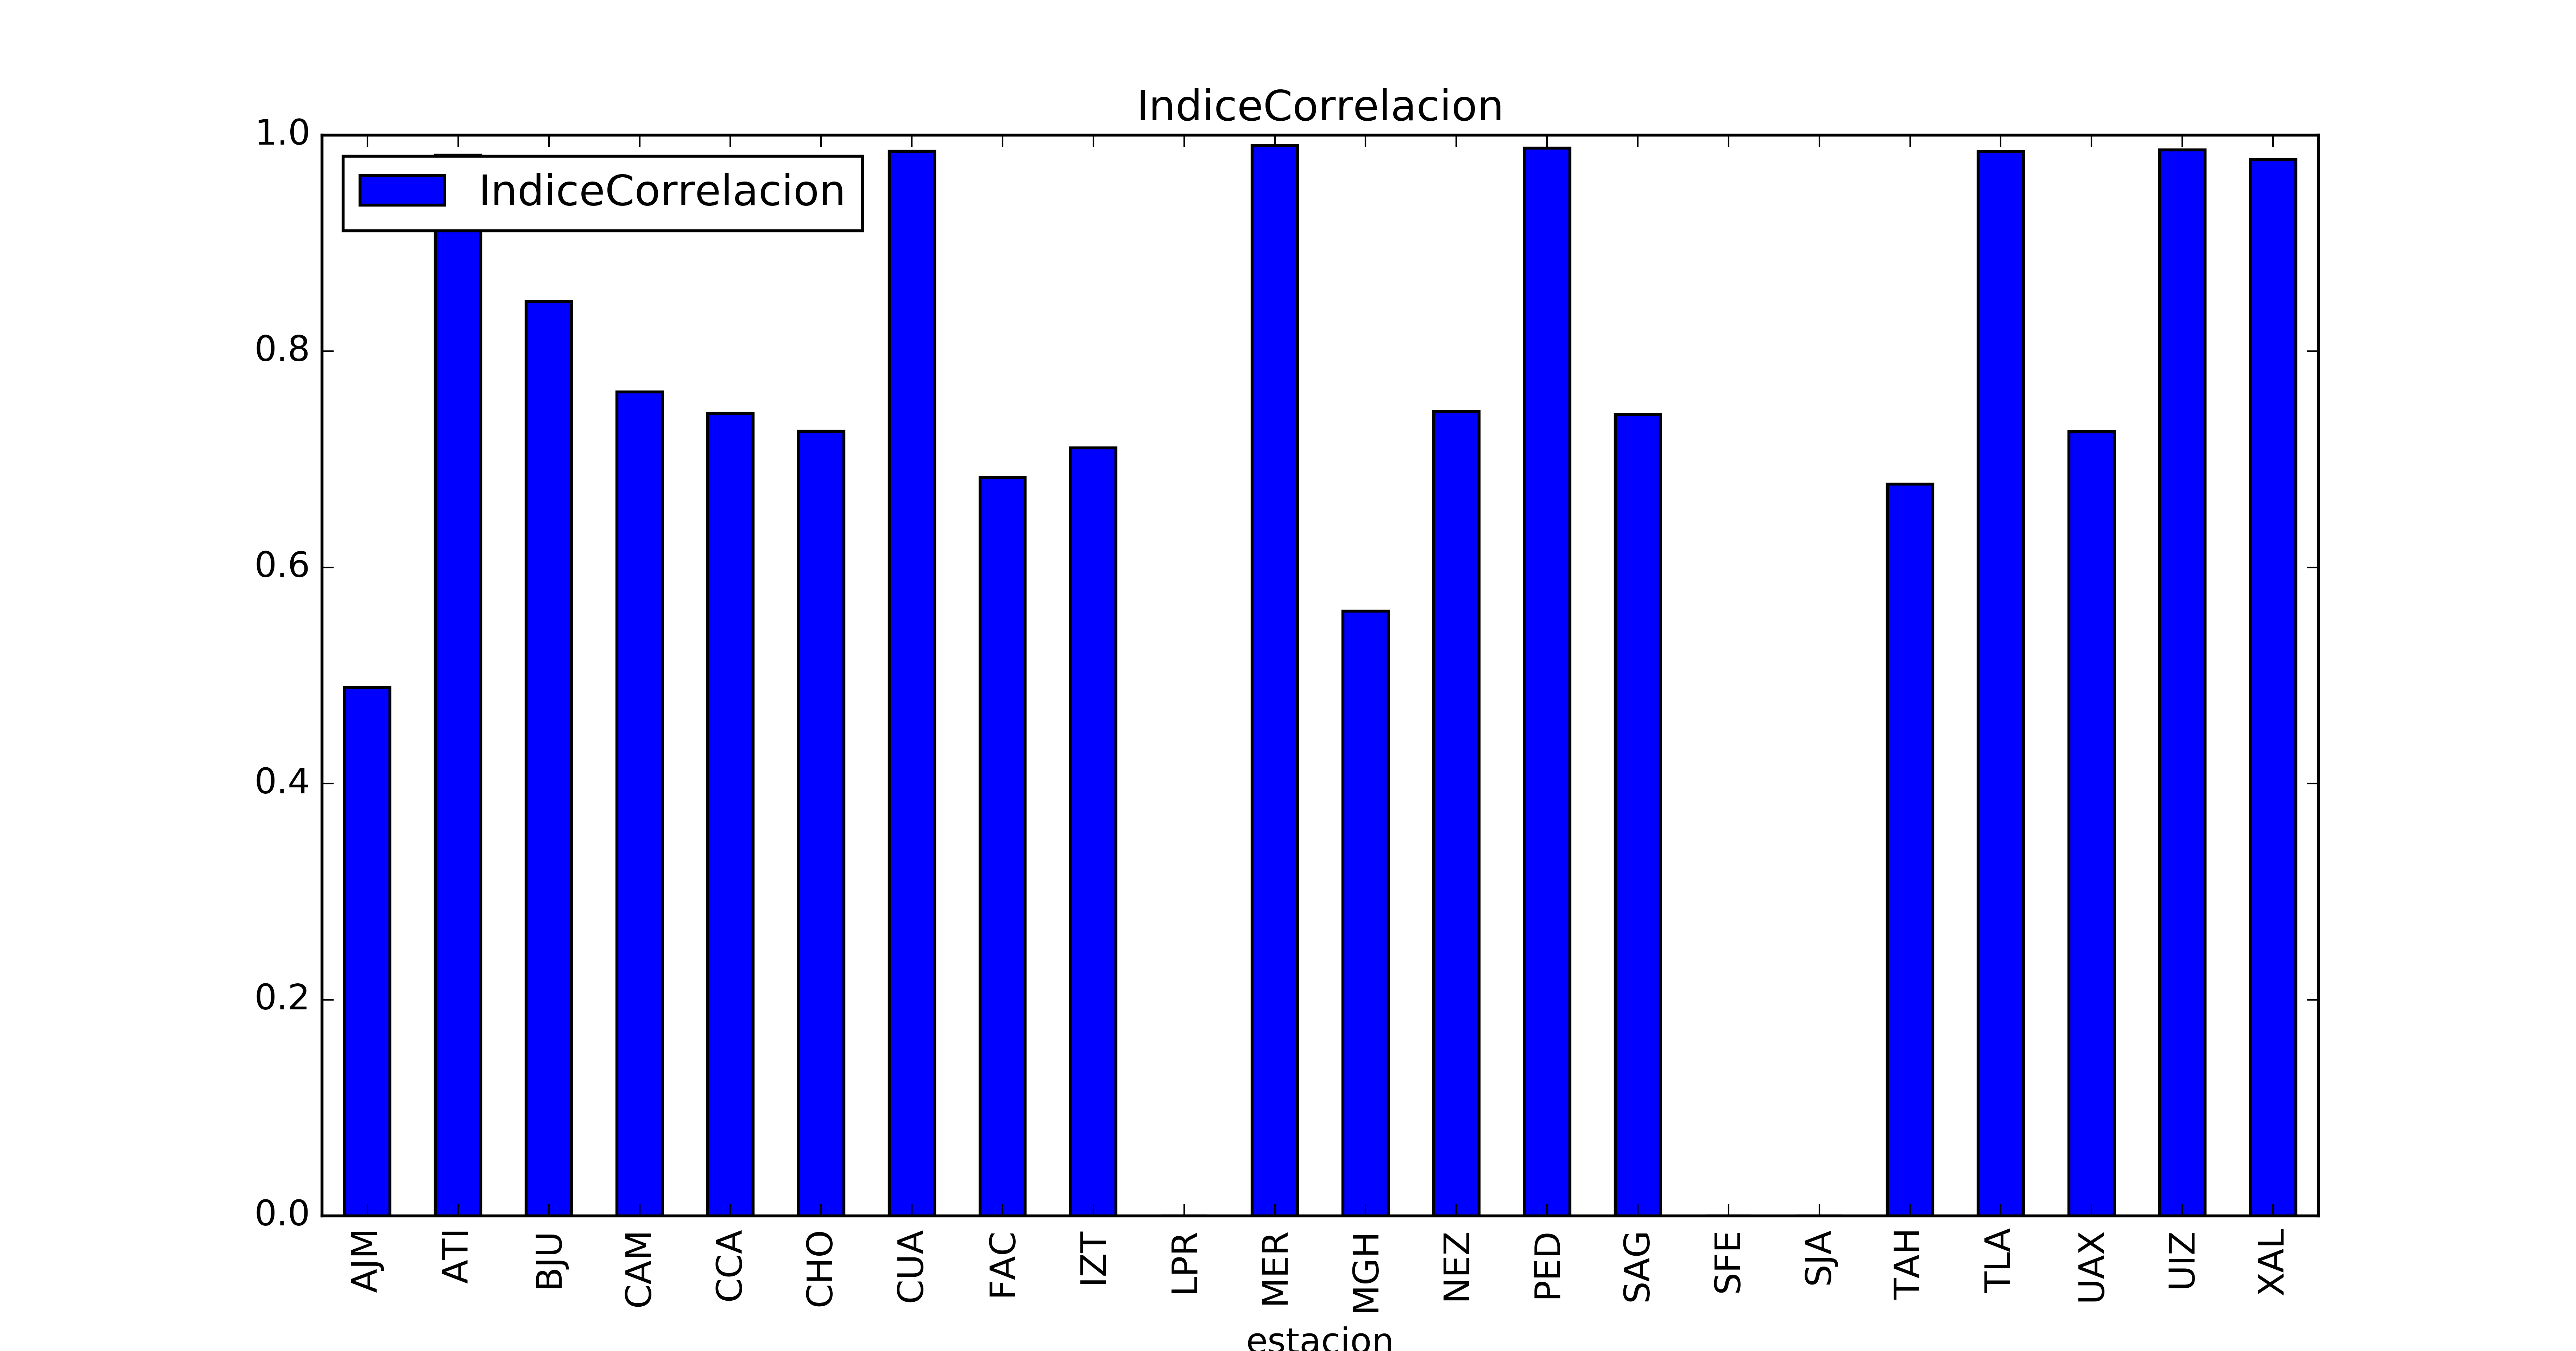 IndiceCorrelacion
IndiceCorrelacion
1.0
0.8
0.6
0.4
0.2
0.0
AJM
ATI
BJU
CAM
CCA
CHO
CUA
FAC
IZT
LPR
MER
MGH
NEZ
PED
SAG
SFE
SJA
TAH
TLA
UAX
UIZ
XAL
estacion